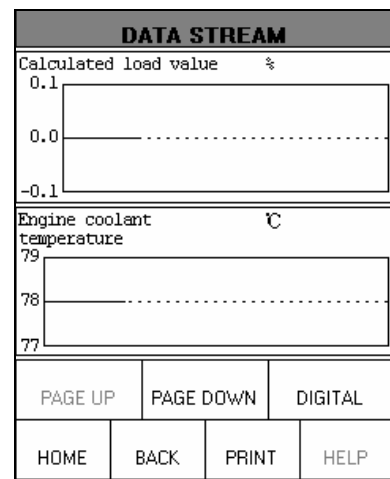 DATA STREAM
Calculated load value %
0.1
0.0
-0.1
Engine coolant ℃
temperature
79
78
77
PAGE UP PAGE DOWN DIGITAL
HOME BACK PRINT HELP